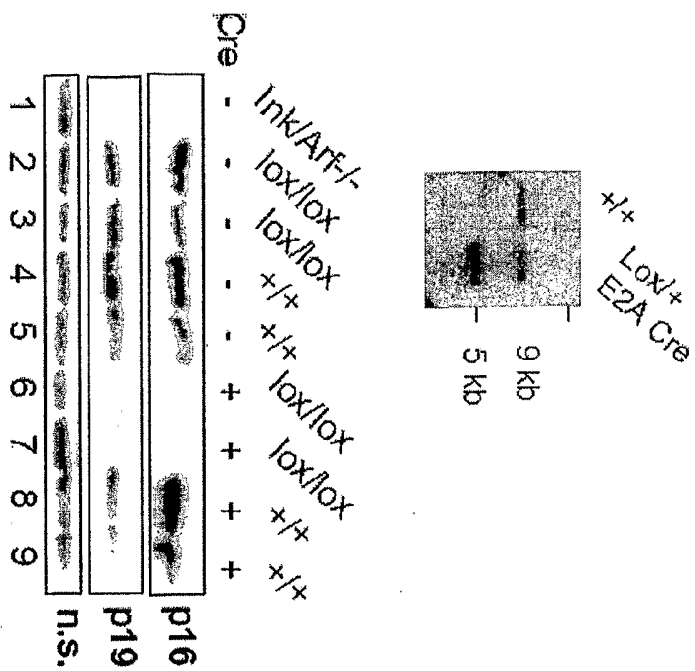 +/+
Lox/+
E2A Cre
9 kb
5 kb
Ink/Arf-/- lox/lox lox/lox +/+ +/+ lox/lox lox/lox +/+ +/+
Cre - - - - - + + + +
p16
p19
n.s.
1 2 3 4 5 6 7 8 9